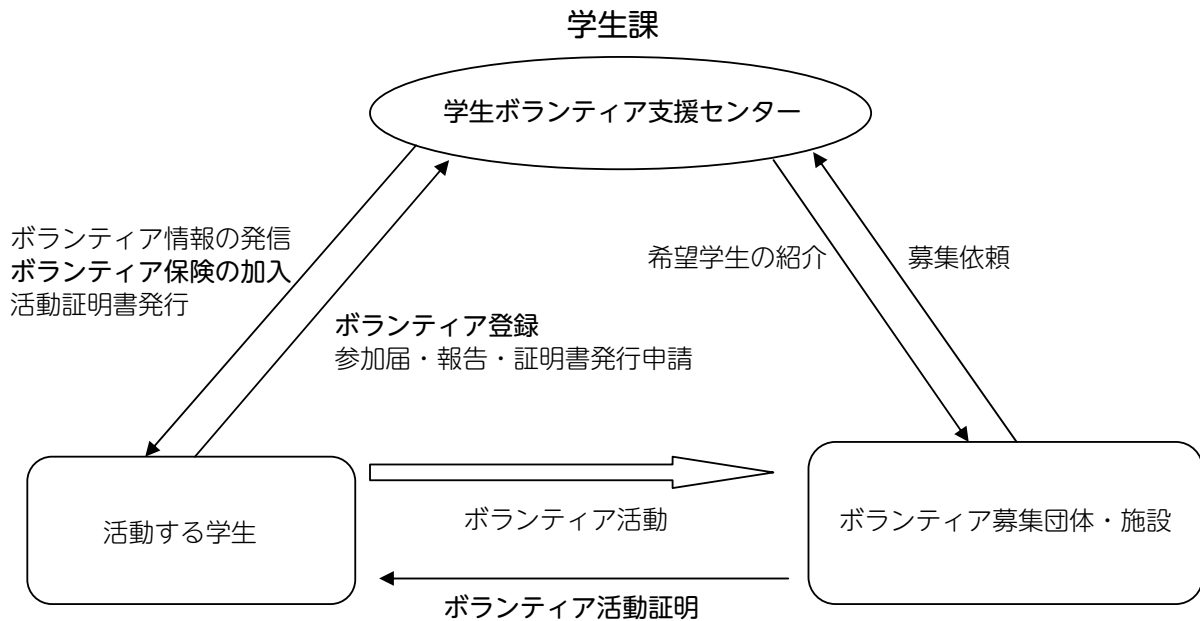 学生課
学生ボランティア支援センター
ボランティア情報の発信
ボランティア保険の加入
活動証明書発行
希望学生の紹介
募集依頼
ボランティア登録
参加届・報告・証明書発行申請
活動する学生
ボランティア活動
ボランティア募集団体・施設
ボランティア活動証明